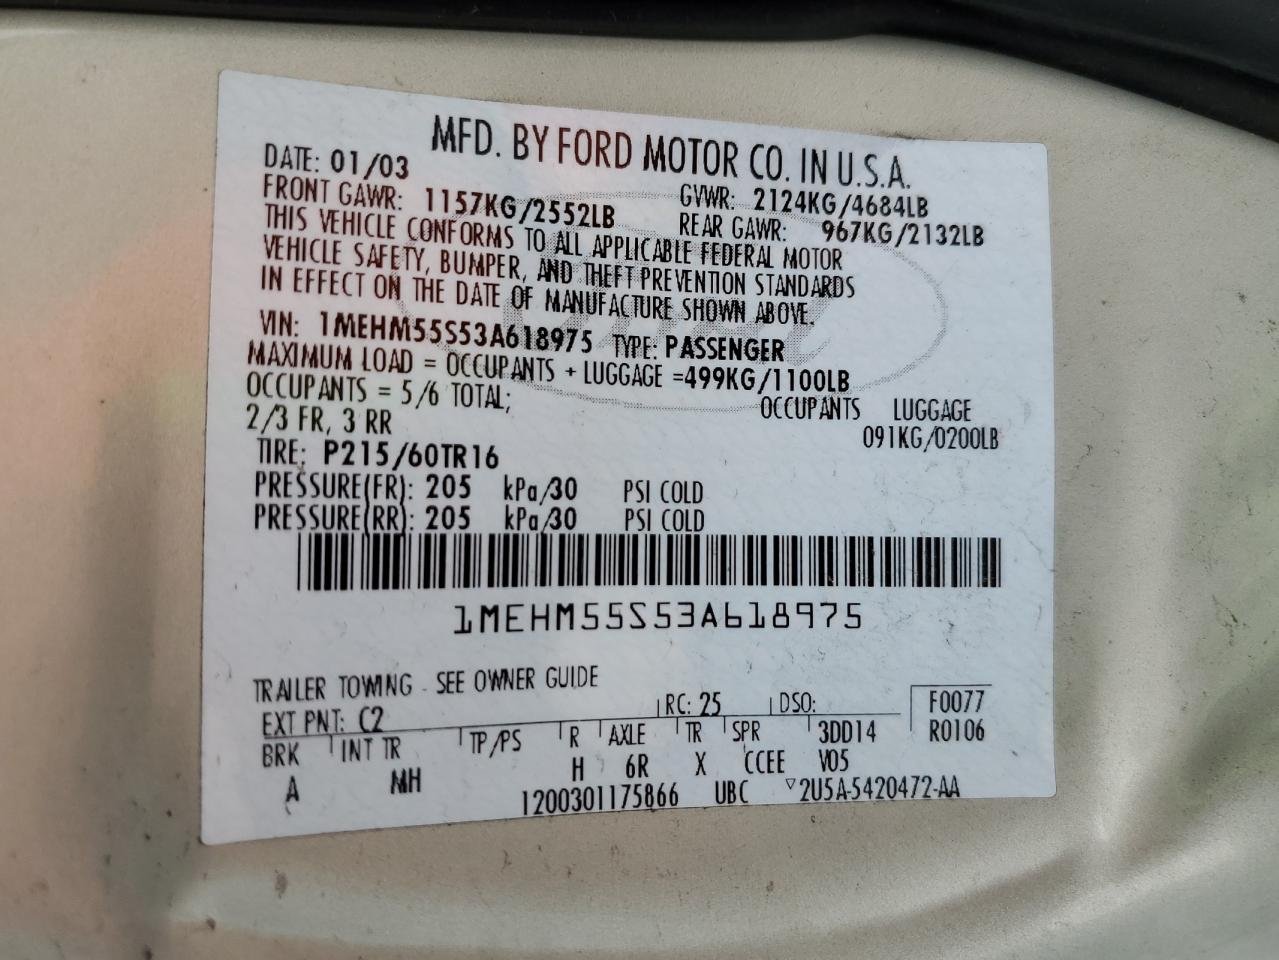 MFD. BY FORD MOTOR CO. IN U.S.A.
DATE: 01/03 GVWR: 2124KG/4684LB
FRONT GAWR: 1157KG/2552LB REAR GAWR: 967KG/2132LB
THIS VEHICLE CONFORMS TO ALL APPLICABLE FEDERAL MOTOR
VEHICLE SAFETY, BUMPER, AND THEFT PREVENTION STANDARDS
IN EFFECT ON THE DATE OF MANUFACTURE SHOWN ABOVE.
VIN: 1MEHM55S53A618975 TYPE: PASSENGER
MAXIMUM LOAD = OCCUPANTS + LUGGAGE =499KG/1100LB
OCCUPANTS = 5/6 TOTAL; OCCUPANTS LUGGAGE
2/3 FR, 3 RR 091KG/0200LB
TIRE: P215/60TR16
PRESSURE(FR): 205 kPa/30 PSI COLD
PRESSURE(RR): 205 kPa/30 PSI COLD
1MEHM55S53A618975
TRAILER TOWING - SEE OWNER GUIDE
EXT PNT: C2 RC: 25 DSO: F0077
BRK INT TR TP/PS R AXLE TR SPR 3DD14 R0106
A MH H 6R X CCEE V05
1200301175866 UBC 2U5A-5420472-AA